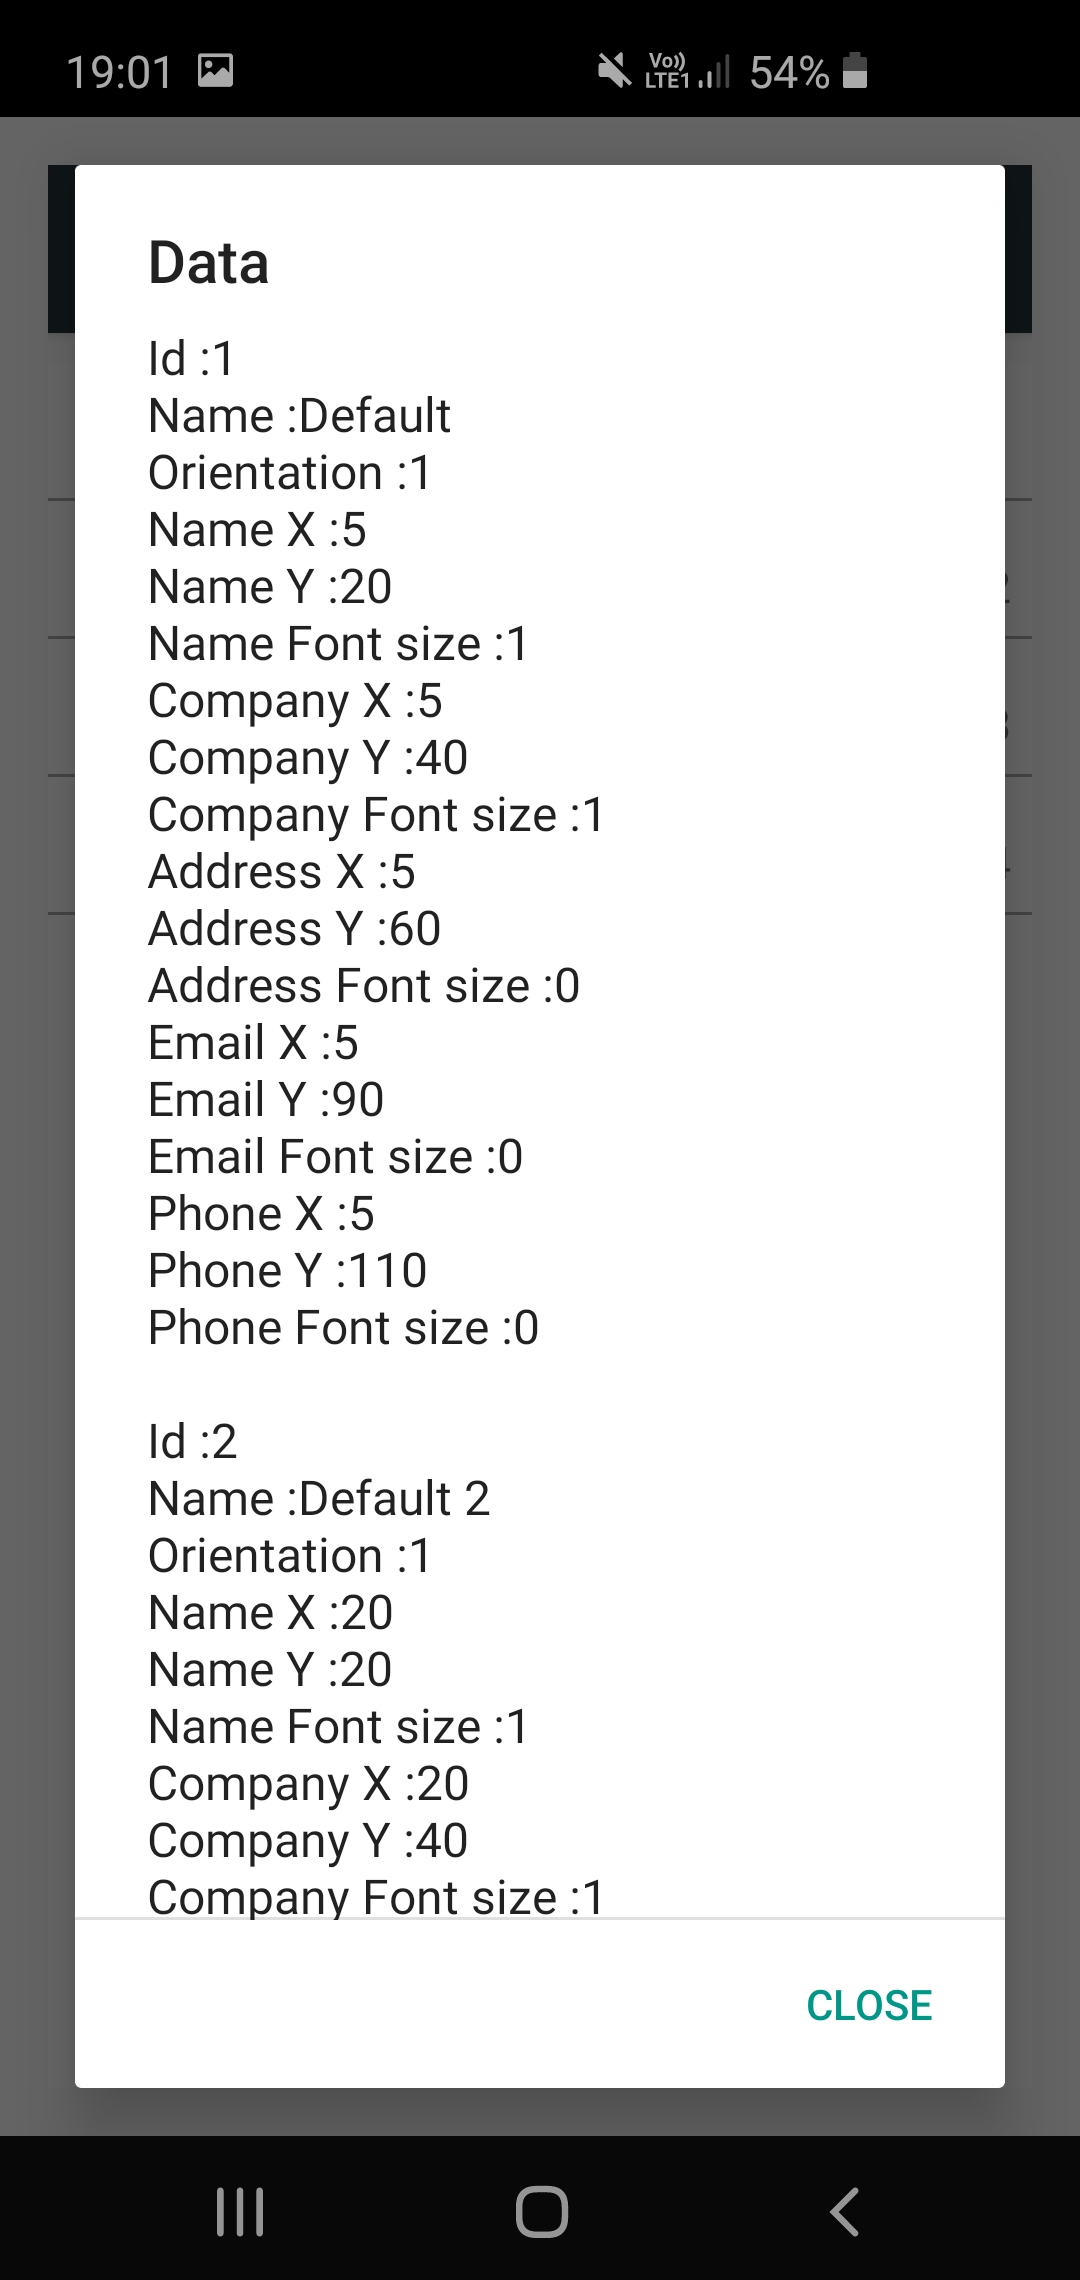 19:01
Vo)) LTE1 54%
Data
Id :1
Name :Default
Orientation :1
Name X :5
Name Y :20
Name Font size :1
Company X :5
Company Y :40
Company Font size :1
Address X :5
Address Y :60
Address Font size :0
Email X :5
Email Y :90
Email Font size :0
Phone X :5
Phone Y :110
Phone Font size :0
Id :2
Name :Default 2
Orientation :1
Name X :20
Name Y :20
Name Font size :1
Company X :20
Company Y :40
Company Font size :1
CLOSE